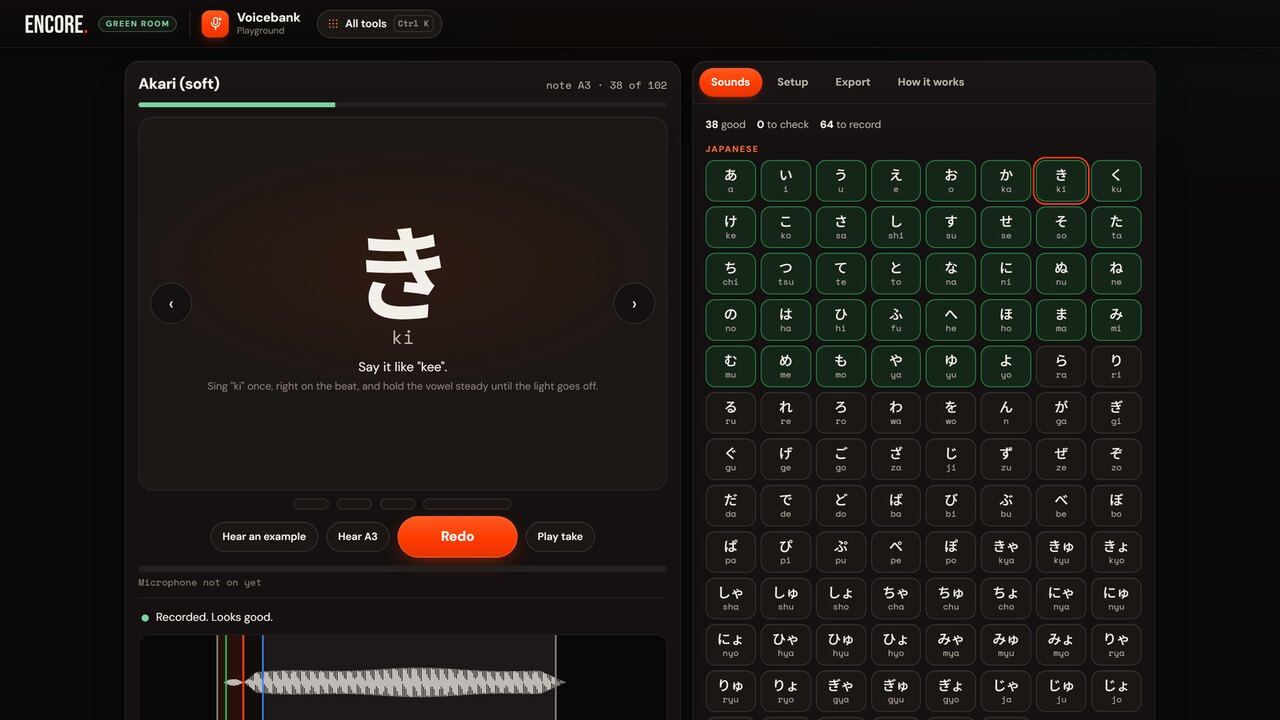 ENCORE.
GREEN ROOM
Voicebank
Playground
All tools
Ctrl K
Akari (soft)
note A3 · 38 of 102
‹
き
›
ki
Say it like "kee".
Sing "ki" once, right on the beat, and hold the vowel steady until the light goes off.
Hear an example
Hear A3
Redo
Play take
Microphone not on yet
Recorded. Looks good.
Sounds
Setup
Export
How it works
38 good 0 to check 64 to record
JAPANESE
あ い う え お か き く
a i u e o ka ki ku
け こ さ し す せ そ た
ke ko sa shi su se so ta
ち つ て と な に ぬ ね
chi tsu te to na ni nu ne
の は ひ ふ へ ほ ま み
no ha hi fu he ho ma mi
む め も や ゆ よ ら り
mu me mo ya yu yo ra ri
る れ ろ わ を ん が ぎ
ru re ro wa wo n ga gi
ぐ げ ご ざ じ ず ぜ ぞ
gu ge go za ji zu ze zo
だ で ど ば び ぶ べ ぼ
da de do ba bi bu be bo
ぱ ぴ ぷ ぺ ぽ きゃ きゅ きょ
pa pi pu pe po kya kyu kyo
しゃ しゅ しょ ちゃ ちゅ ちょ にゃ にゅ
sha shu sho cha chu cho nya nyu
にょ ひゃ ひゅ ひょ みゃ みゅ みょ りゃ
nyo hya hyu hyo mya myu myo rya
りゅ りょ ぎゃ ぎゅ ぎょ じゃ じゅ じょ
ryu ryo gya gyu gyo ja ju jo